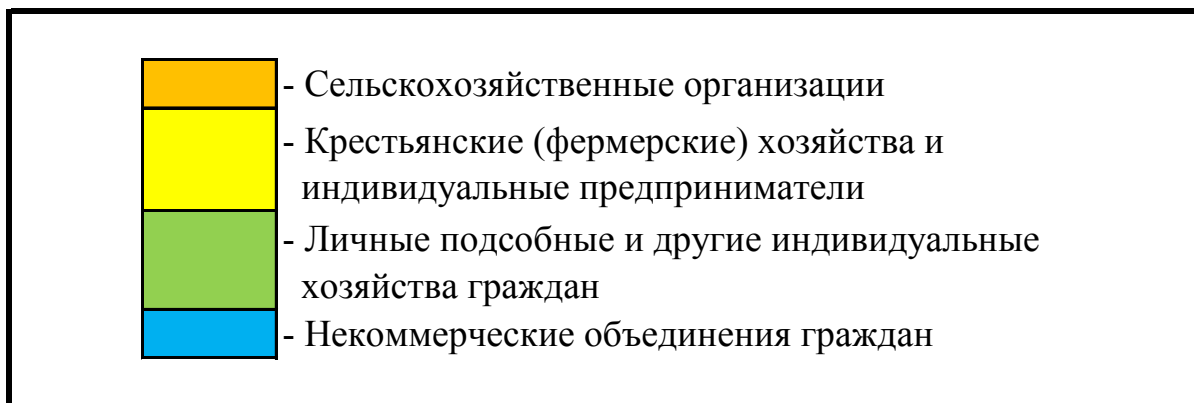 - Сельскохозяйственные организации
- Крестьянские (фермерские) хозяйства и
индивидуальные предприниматели
- Личные подсобные и другие индивидуальные
хозяйства граждан
- Некоммерческие объединения граждан